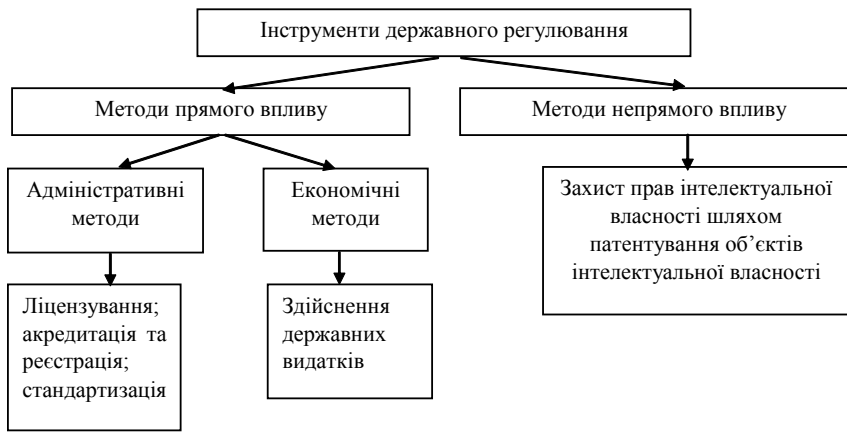 Інструменти державного регулювання
Методи прямого впливу
Методи непрямого впливу
Адміністративні
методи
Економічні
методи
Захист прав інтелектуальної
власності шляхом
патентування об’єктів
інтелектуальної власності
Ліцензування;
акредитація та
реєстрація;
стандартизація
Здійснення
державних
видатків